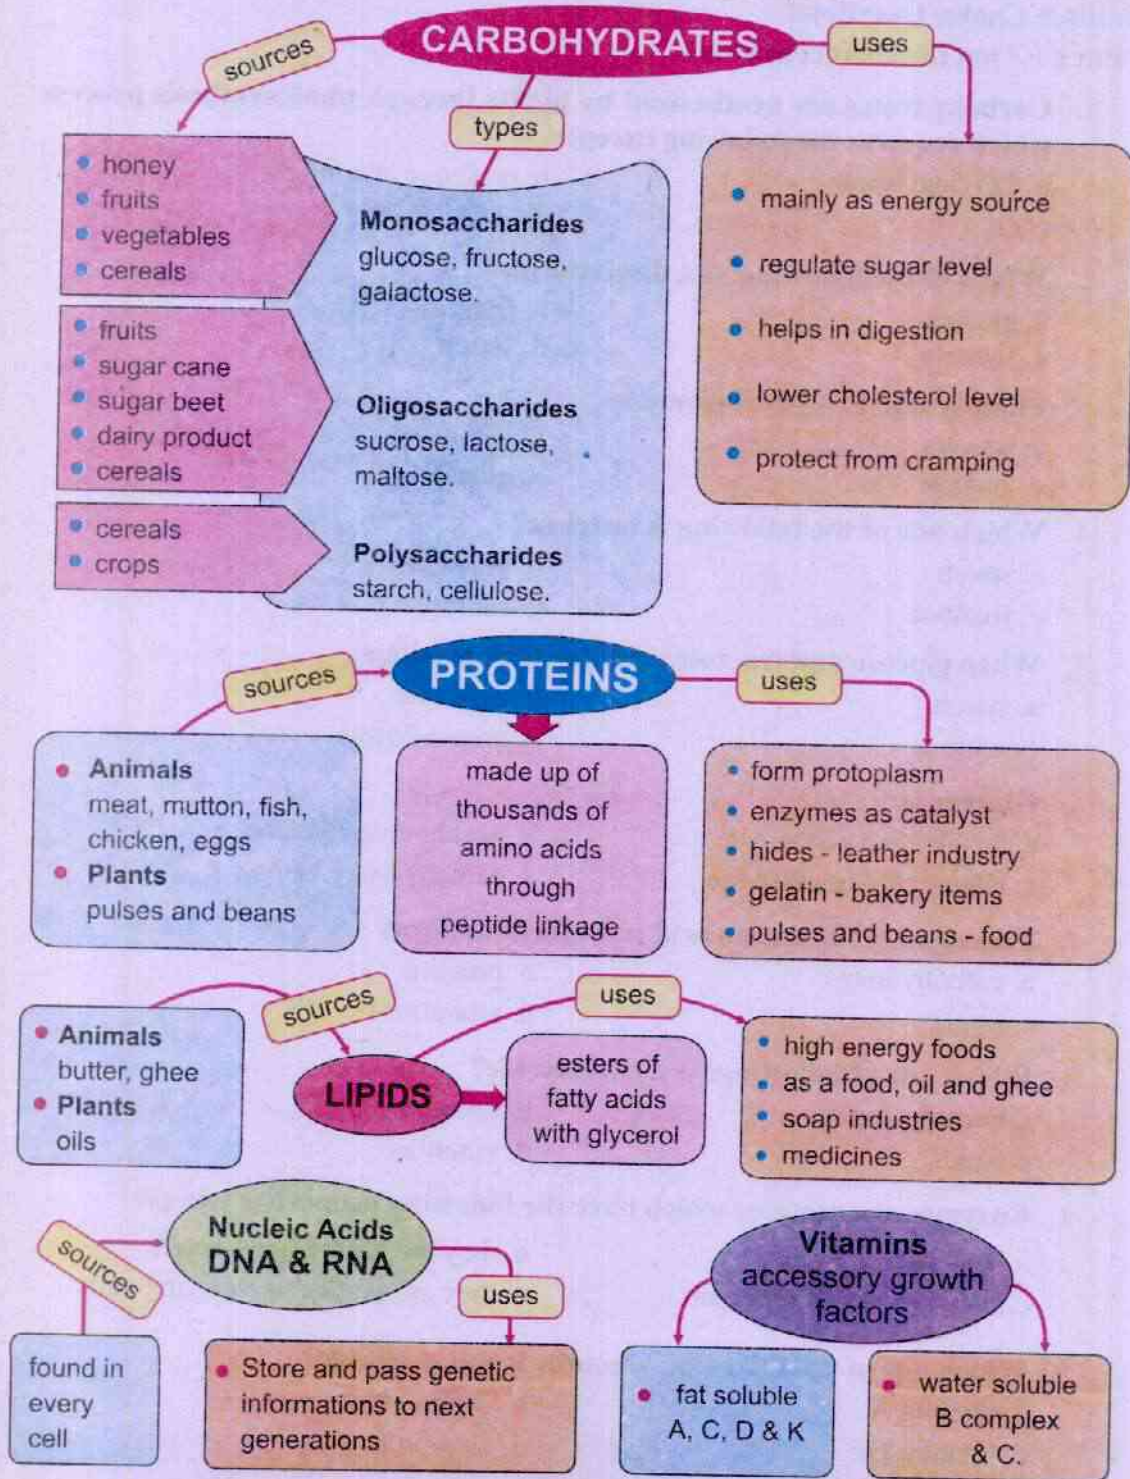 CARBOHYDRATES
sources
uses
types
honey
fruits
vegetables
cereals
Monosaccharides
glucose, fructose,
galactose.
fruits
sugar cane
sugar beet
dairy product
cereals
Oligosaccharides
sucrose, lactose,
maltose.
cereals
crops
Polysaccharides
starch, cellulose.
mainly as energy source
regulate sugar level
helps in digestion
lower cholesterol level
protect from cramping
PROTEINS
sources
uses
Animals
meat, mutton, fish,
chicken, eggs
Plants
pulses and beans
made up of
thousands of
amino acids
through
peptide linkage
form protoplasm
enzymes as catalyst
hides - leather industry
gelatin - bakery items
pulses and beans - food
sources
uses
Animals
butter, ghee
Plants
oils
LIPIDS
esters of
fatty acids
with glycerol
high energy foods
as a food, oil and ghee
soap industries
medicines
Nucleic Acids
DNA & RNA
sources
uses
found in
every
cell
Store and pass genetic
informations to next
generations
Vitamins
accessory growth
factors
fat soluble
A, C, D & K
water soluble
B complex
& C.